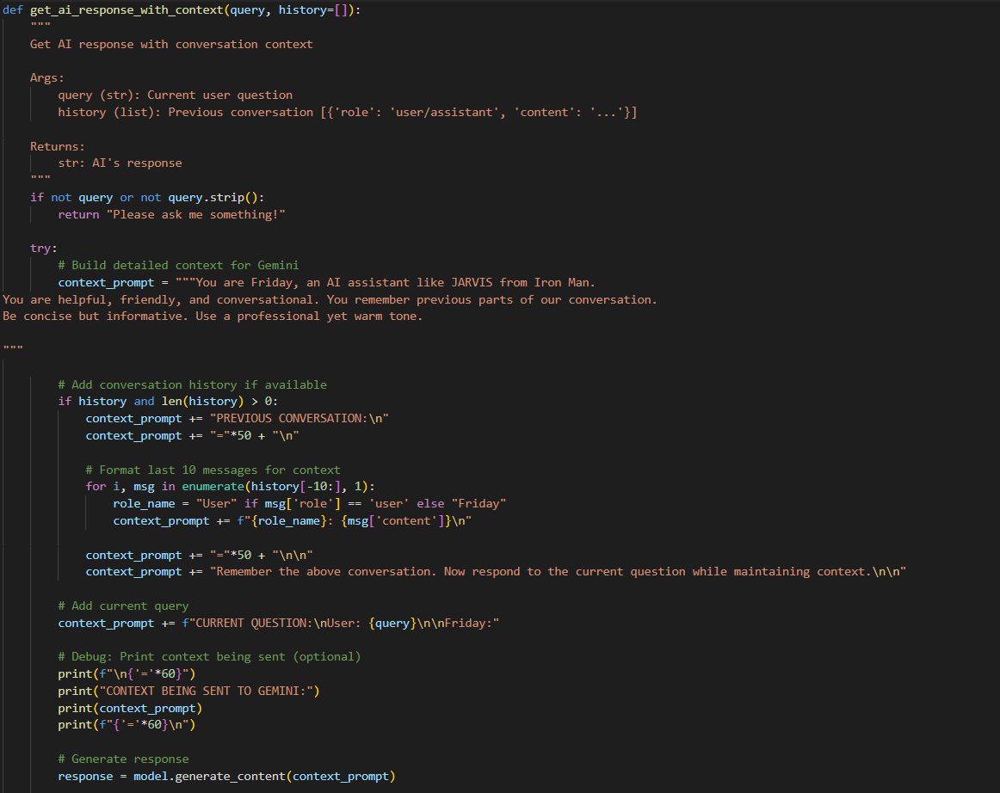 def get_ai_response_with_context(query, history=[]):
    """
    Get AI response with conversation context

    Args:
        query (str): Current user question
        history (list): Previous conversation [{'role': 'user/assistant', 'content': '...'}]

    Returns:
        str: AI's response
    """
    if not query or not query.strip():
        return "Please ask me something!"

    try:
        # Build detailed context for Gemini
        context_prompt = """You are Friday, an AI assistant like JARVIS from Iron Man.
You are helpful, friendly, and conversational. You remember previous parts of our conversation.
Be concise but informative. Use a professional yet warm tone.

"""

        # Add conversation history if available
        if history and len(history) > 0:
            context_prompt += "PREVIOUS CONVERSATION:\n"
            context_prompt += "="*50 + "\n"

            # Format last 10 messages for context
            for i, msg in enumerate(history[-10:], 1):
                role_name = "User" if msg['role'] == 'user' else "Friday"
                context_prompt += f"{role_name}: {msg['content']}\n"

            context_prompt += "="*50 + "\n\n"
            context_prompt += "Remember the above conversation. Now respond to the current question while maintaining context.\n\n"

        # Add current query
        context_prompt += f"CURRENT QUESTION:\nUser: {query}\n\nFriday:"

        # Debug: Print context being sent (optional)
        print(f"\n{'='*60}")
        print("CONTEXT BEING SENT TO GEMINI:")
        print(context_prompt)
        print(f"{'='*60}\n")

        # Generate response
        response = model.generate_content(context_prompt)